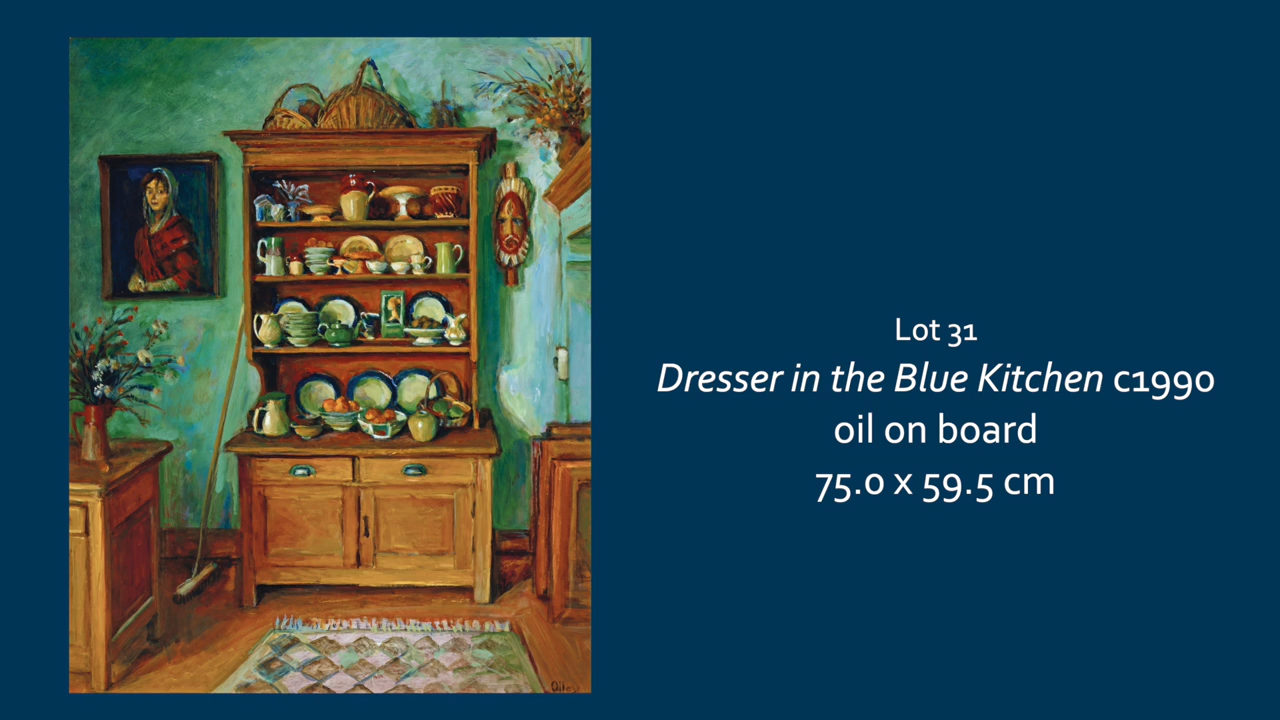 Lot 31
Dresser in the Blue Kitchen c1990
oil on board
75.0 x 59.5 cm